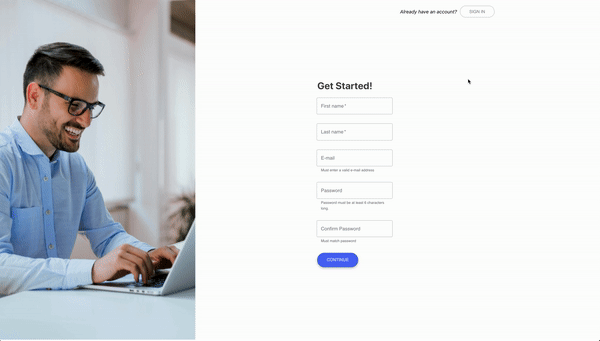 Already have an account? SIGN IN
Get Started!
First name *
Last name *
E-mail
Must enter a valid e-mail address
Password
Password must be at least 8 characters
long
Confirm Password
Must match password
CONTINUE